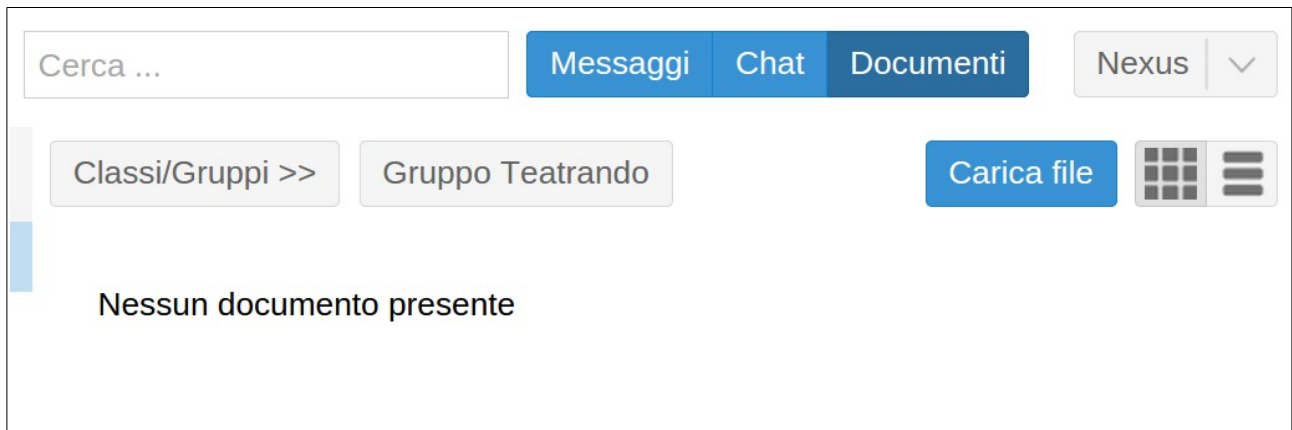 Cerca ... Messaggi Chat Documenti Nexus
Classi/Gruppi >> Gruppo Teatrando Carica file
Nessun documento presente